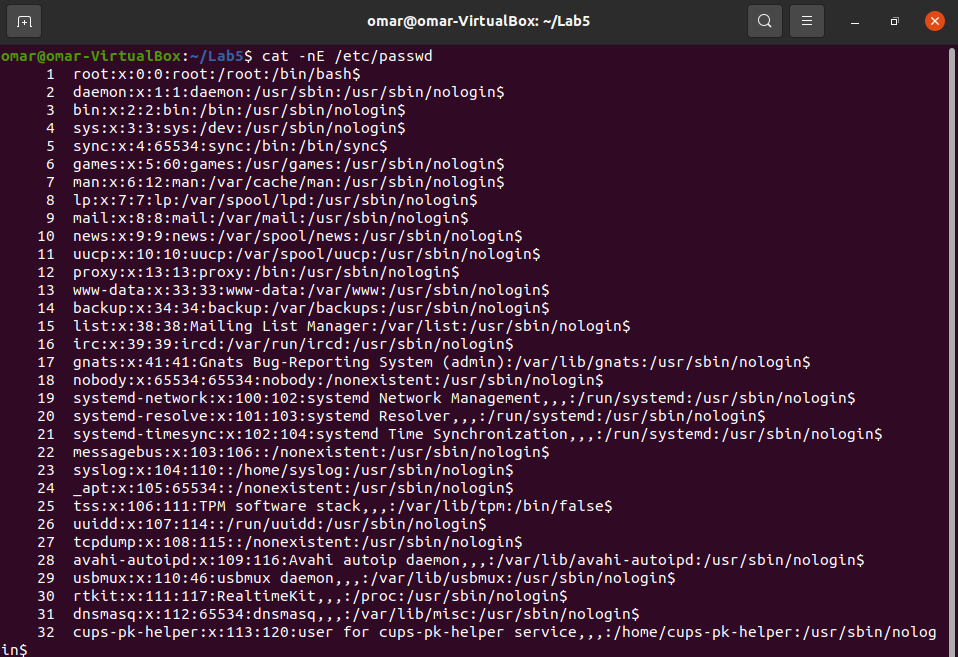 omar@omar-VirtualBox: ~/Lab5
omar@omar-VirtualBox:~/Lab5$ cat -nE /etc/passwd
     1  root:x:0:0:root:/root:/bin/bash$
     2  daemon:x:1:1:daemon:/usr/sbin:/usr/sbin/nologin$
     3  bin:x:2:2:bin:/bin:/usr/sbin/nologin$
     4  sys:x:3:3:sys:/dev:/usr/sbin/nologin$
     5  sync:x:4:65534:sync:/bin:/bin/sync$
     6  games:x:5:60:games:/usr/games:/usr/sbin/nologin$
     7  man:x:6:12:man:/var/cache/man:/usr/sbin/nologin$
     8  lp:x:7:7:lp:/var/spool/lpd:/usr/sbin/nologin$
     9  mail:x:8:8:mail:/var/mail:/usr/sbin/nologin$
    10  news:x:9:9:news:/var/spool/news:/usr/sbin/nologin$
    11  uucp:x:10:10:uucp:/var/spool/uucp:/usr/sbin/nologin$
    12  proxy:x:13:13:proxy:/bin:/usr/sbin/nologin$
    13  www-data:x:33:33:www-data:/var/www:/usr/sbin/nologin$
    14  backup:x:34:34:backup:/var/backups:/usr/sbin/nologin$
    15  list:x:38:38:Mailing List Manager:/var/list:/usr/sbin/nologin$
    16  irc:x:39:39:ircd:/var/run/ircd:/usr/sbin/nologin$
    17  gnats:x:41:41:Gnats Bug-Reporting System (admin):/var/lib/gnats:/usr/sbin/nologin$
    18  nobody:x:65534:65534:nobody:/nonexistent:/usr/sbin/nologin$
    19  systemd-network:x:100:102:systemd Network Management,,,:/run/systemd:/usr/sbin/nologin$
    20  systemd-resolve:x:101:103:systemd Resolver,,,:/run/systemd:/usr/sbin/nologin$
    21  systemd-timesync:x:102:104:systemd Time Synchronization,,,:/run/systemd:/usr/sbin/nologin$
    22  messagebus:x:103:106::/nonexistent:/usr/sbin/nologin$
    23  syslog:x:104:110::/home/syslog:/usr/sbin/nologin$
    24  _apt:x:105:65534::/nonexistent:/usr/sbin/nologin$
    25  tss:x:106:111:TPM software stack,,,:/var/lib/tpm:/bin/false$
    26  uuidd:x:107:114::/run/uuidd:/usr/sbin/nologin$
    27  tcpdump:x:108:115::/nonexistent:/usr/sbin/nologin$
    28  avahi-autoipd:x:109:116:Avahi autoip daemon,,,:/var/lib/avahi-autoipd:/usr/sbin/nologin$
    29  usbmux:x:110:46:usbmux daemon,,,:/var/lib/usbmux:/usr/sbin/nologin$
    30  rtkit:x:111:117:RealtimeKit,,,:/proc:/usr/sbin/nologin$
    31  dnsmasq:x:112:65534:dnsmasq,,,:/var/lib/misc:/usr/sbin/nologin$
    32  cups-pk-helper:x:113:120:user for cups-pk-helper service,,,:/home/cups-pk-helper:/usr/sbin/nolog
in$